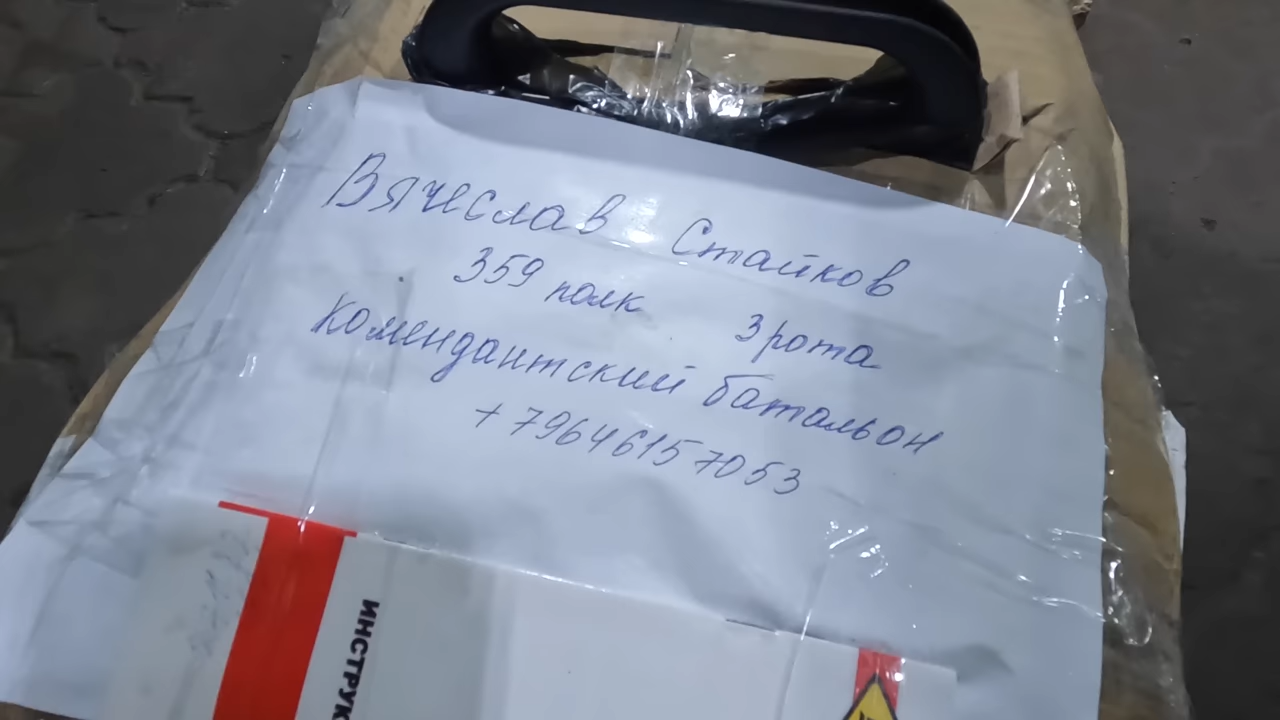 Вячеслав Стайков
359 полк 3 рота
Комендантский батальон
+79646157053
ИНСТРУК